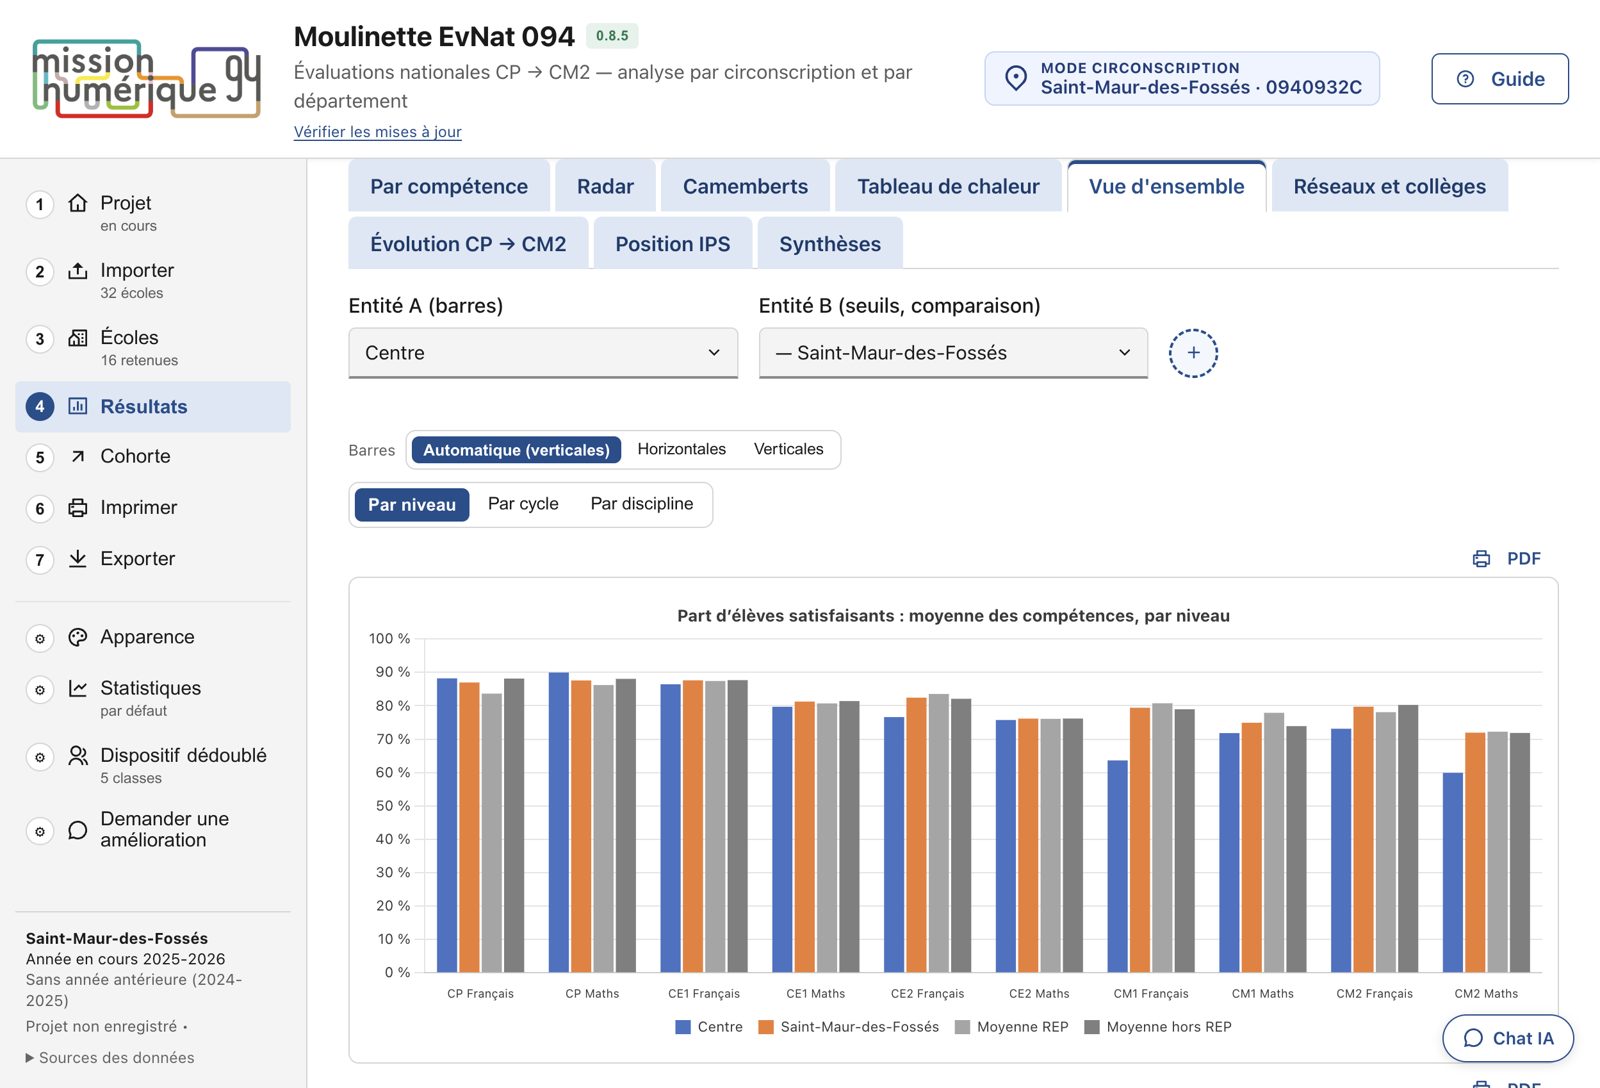 mission
numérique 94
Moulinette EvNat 094 0.8.5
Évaluations nationales CP → CM2 — analyse par circonscription et par
département
Vérifier les mises à jour
MODE CIRCONSCRIPTION
Saint-Maur-des-Fossés · 0940932C
Guide
1 Projet
en cours
2 Importer
32 écoles
3 Écoles
16 retenues
4 Résultats
5 Cohorte
6 Imprimer
7 Exporter
Apparence
Statistiques
par défaut
Dispositif dédoublé
5 classes
Demander une
amélioration
Saint-Maur-des-Fossés
Année en cours 2025-2026
Sans année antérieure (2024-
2025)
Projet non enregistré •
Sources des données
Par compétence Radar Camemberts Tableau de chaleur Vue d'ensemble Réseaux et collèges
Évolution CP → CM2 Position IPS Synthèses
Entité A (barres) Entité B (seuils, comparaison)
Centre — Saint-Maur-des-Fossés +
Barres Automatique (verticales) Horizontales Verticales
Par niveau Par cycle Par discipline
PDF
Part d’élèves satisfaisants : moyenne des compétences, par niveau
100 %
90 %
80 %
70 %
60 %
50 %
40 %
30 %
20 %
10 %
0 %
CP Français CP Maths CE1 Français CE1 Maths CE2 Français CE2 Maths CM1 Français CM1 Maths CM2 Français CM2 Maths
Centre Saint-Maur-des-Fossés Moyenne REP Moyenne hors REP
Chat IA
PDF